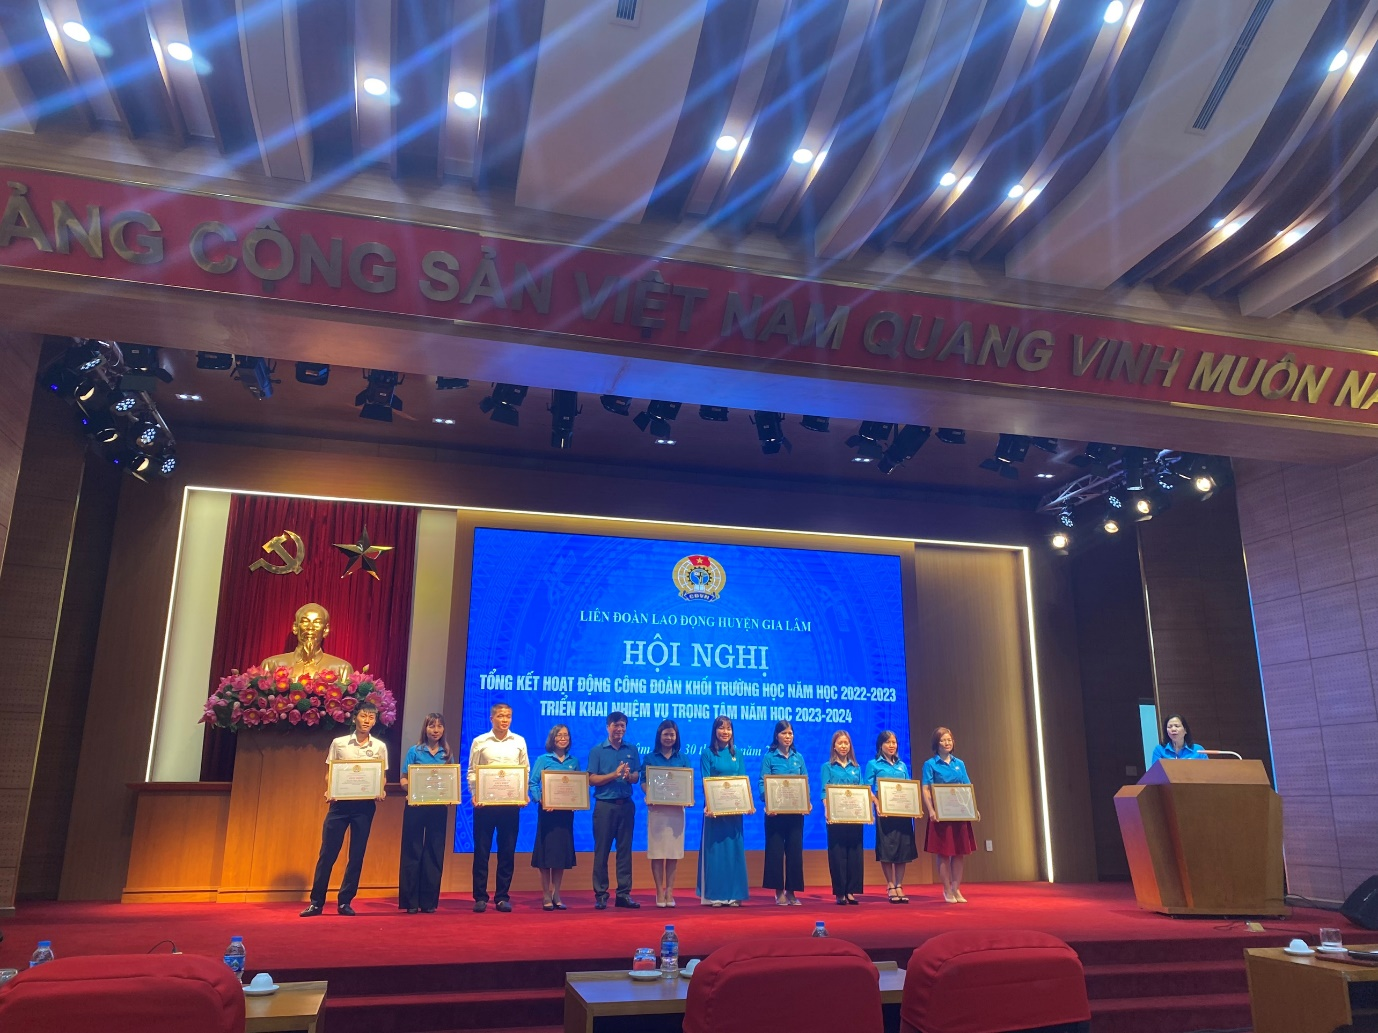 ẢNG CỘNG SẢN VIỆT NAM QUANG VINH MUÔN NĂ
CĐVN
LIÊN ĐOÀN LAO ĐỘNG HUYỆN GIA LÂM
HỘI NGHỊ
TỔNG KẾT HOẠT ĐỘNG CÔNG ĐOÀN KHỐI TRƯỜNG HỌC NĂM HỌC 2022-2023
TRIỂN KHAI NHIỆM VỤ TRỌNG TÂM NĂM HỌC 2023-2024
30